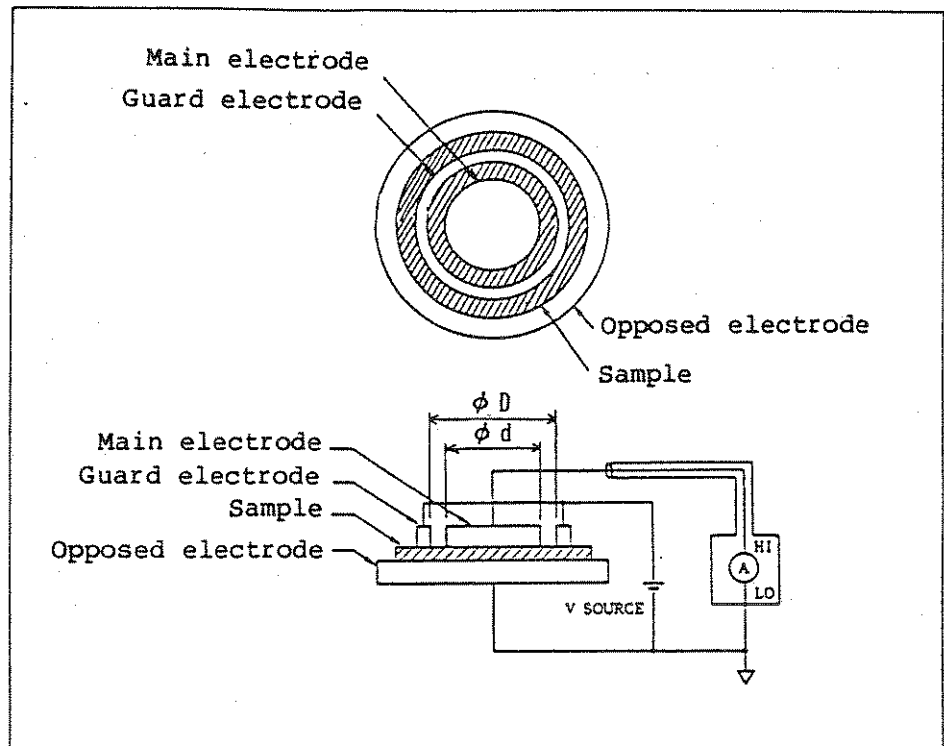 Main electrode
Guard electrode
Opposed electrode
Sample
φ D
φ d
Main electrode
Guard electrode
Sample
Opposed electrode
HI
A
LO
V SOURCE